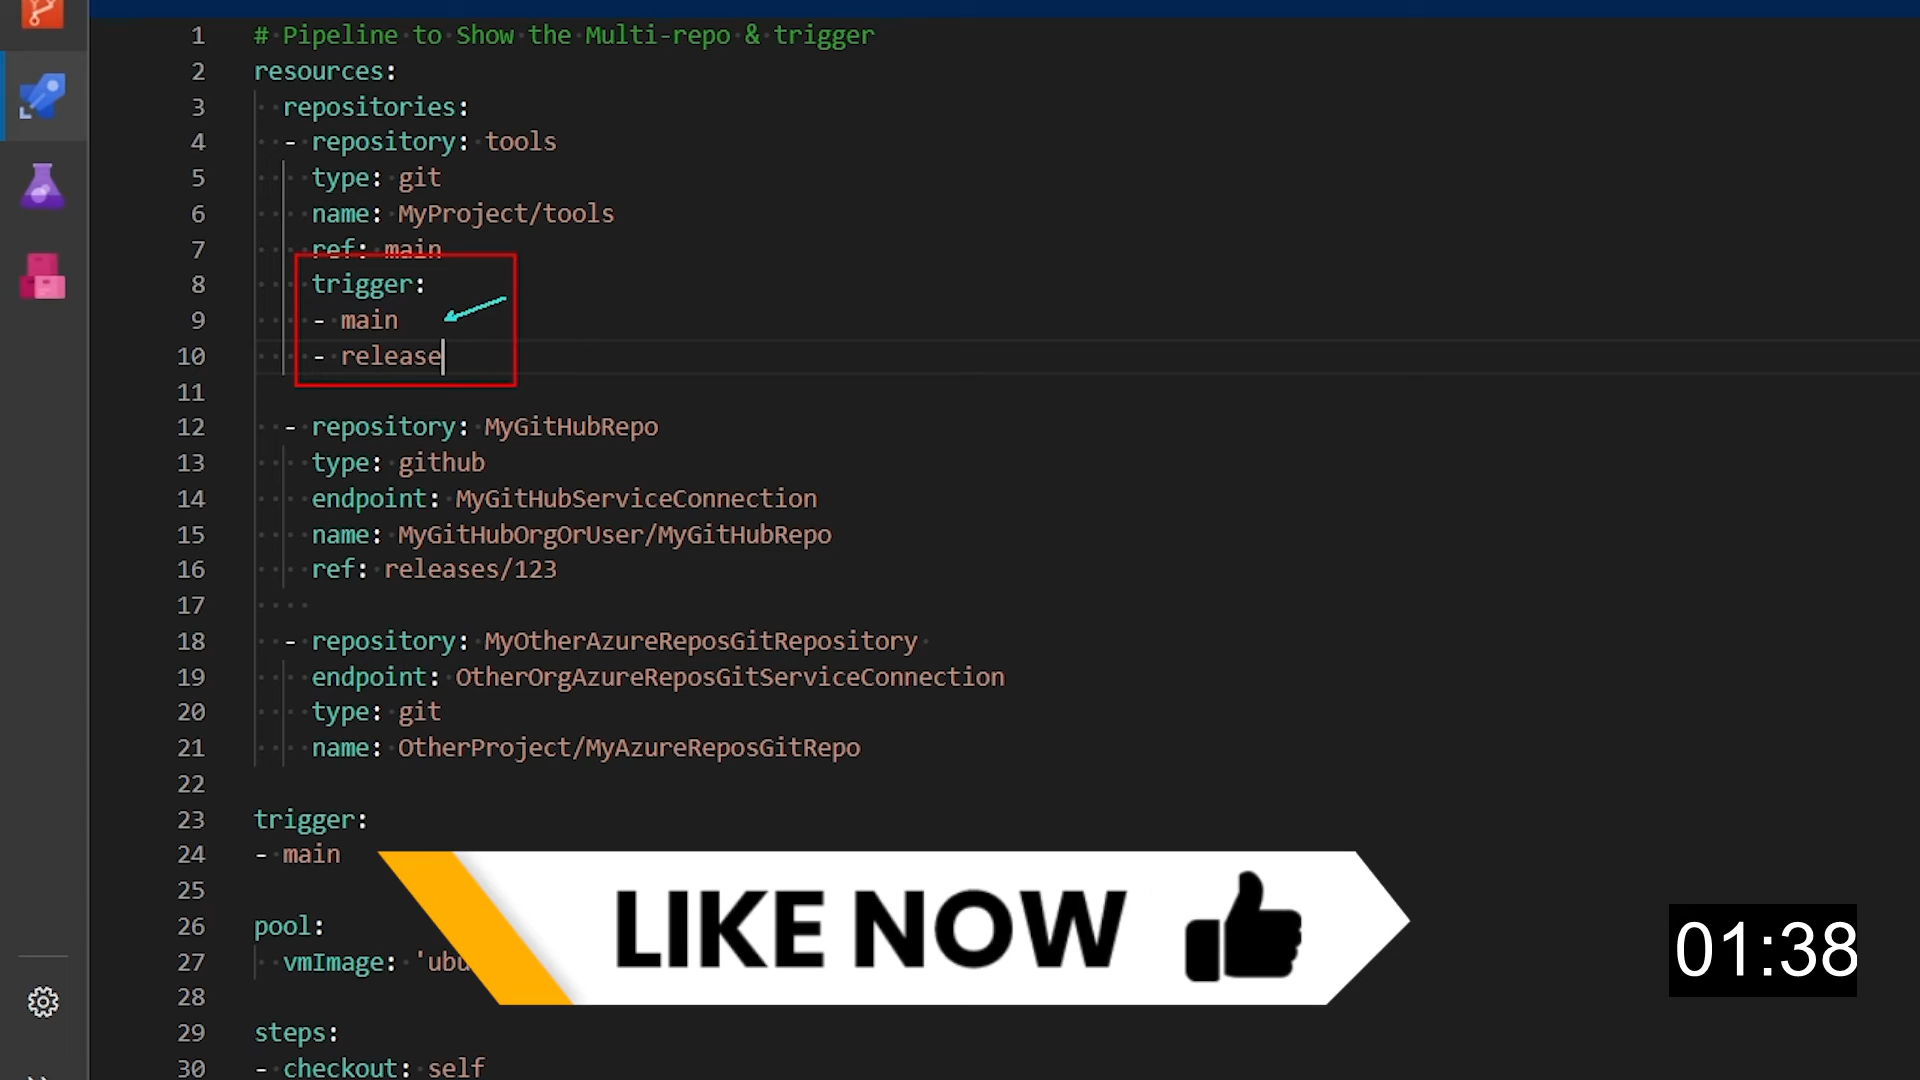 1 # Pipeline to Show the Multi-repo & trigger
2 resources:
3 repositories:
4 - repository: tools
5 type: git
6 name: MyProject/tools
7 ref: main
8 trigger:
9 - main
10 - release
11
12 - repository: MyGitHubRepo
13 type: github
14 endpoint: MyGitHubServiceConnection
15 name: MyGitHubOrgOrUser/MyGitHubRepo
16 ref: releases/123
17
18 - repository: MyOtherAzureReposGitRepository
19 endpoint: OtherOrgAzureReposGitServiceConnection
20 type: git
21 name: OtherProject/MyAzureReposGitRepo
22
23 trigger:
24 - main
25
26 pool:
27 vmImage:
28
29 steps:
30 - checkout: self
LIKE NOW
01:38